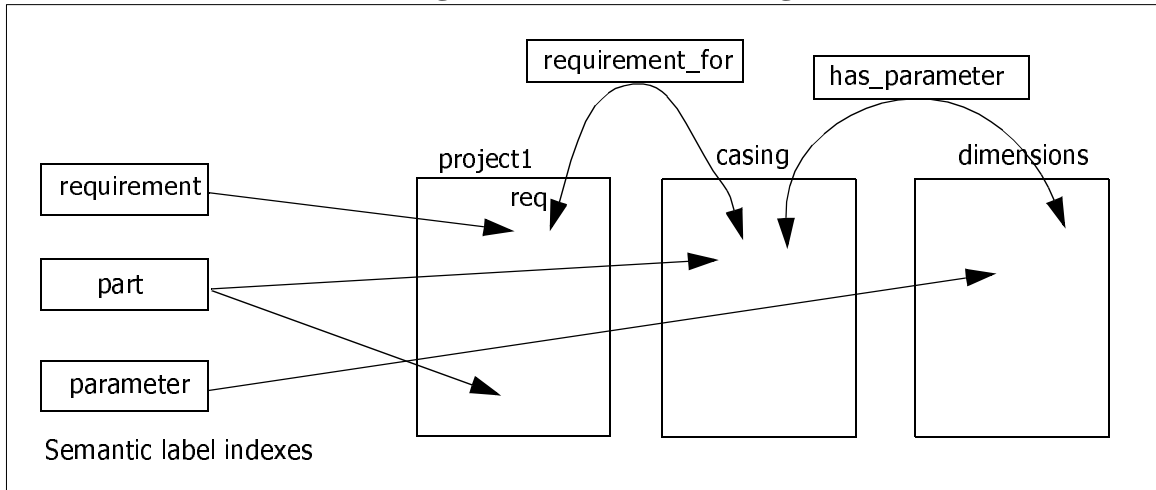 requirement_for
has_parameter
project1
casing
dimensions
requirement
req
part
parameter
Semantic label indexes